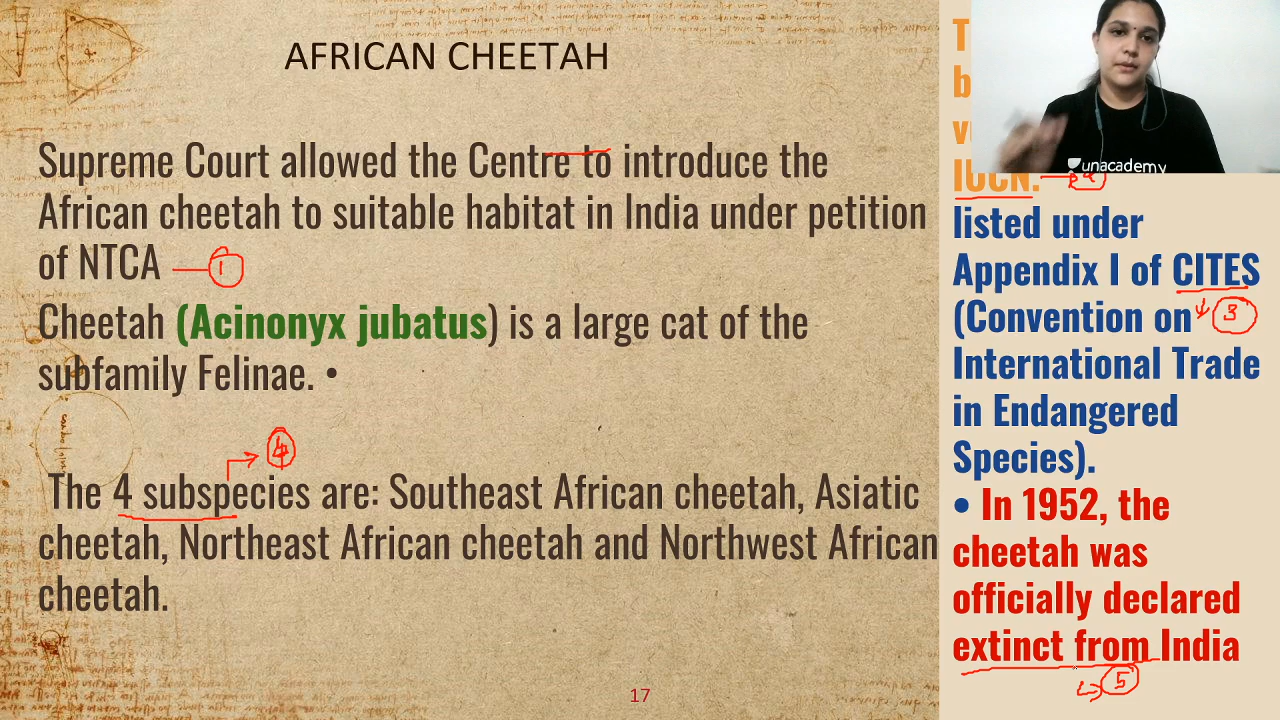 AFRICAN CHEETAH
Supreme Court allowed the Centre to introduce the
African cheetah to suitable habitat in India under petition
of NTCA 1
Cheetah (Acinonyx jubatus) is a large cat of the
subfamily Felinae. •
4
The 4 subspecies are: Southeast African cheetah, Asiatic
cheetah, Northeast African cheetah and Northwest African
cheetah.
17
IUCN.
listed under
Appendix I of CITES
(Convention on 3
International Trade
in Endangered
Species).
• In 1952, the
cheetah was
officially declared
extinct from India
5
unacademy